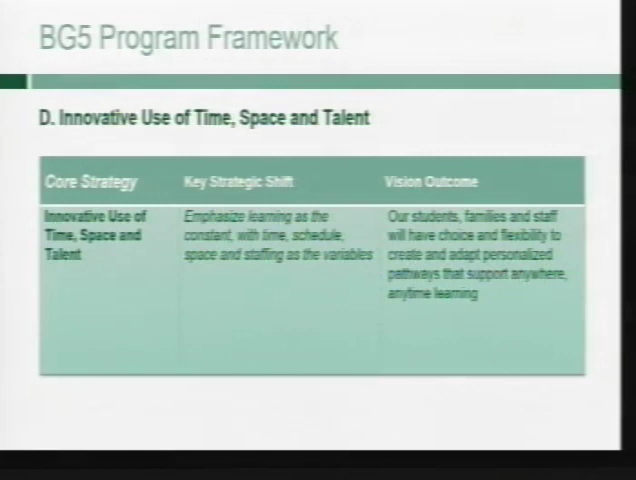 BG5 Program Framework
D. Innovative Use of Time, Space and Talent
Core Strategy
Key Strategic Shift
Vision Outcome
Innovative Use of
Time, Space and
Talent
Emphasize learning as the
constant, with time, schedule,
space and staffing as the variables
Our students, families and staff
will have choice and flexibility to
create and adapt personalized
pathways that support anywhere,
anytime learning